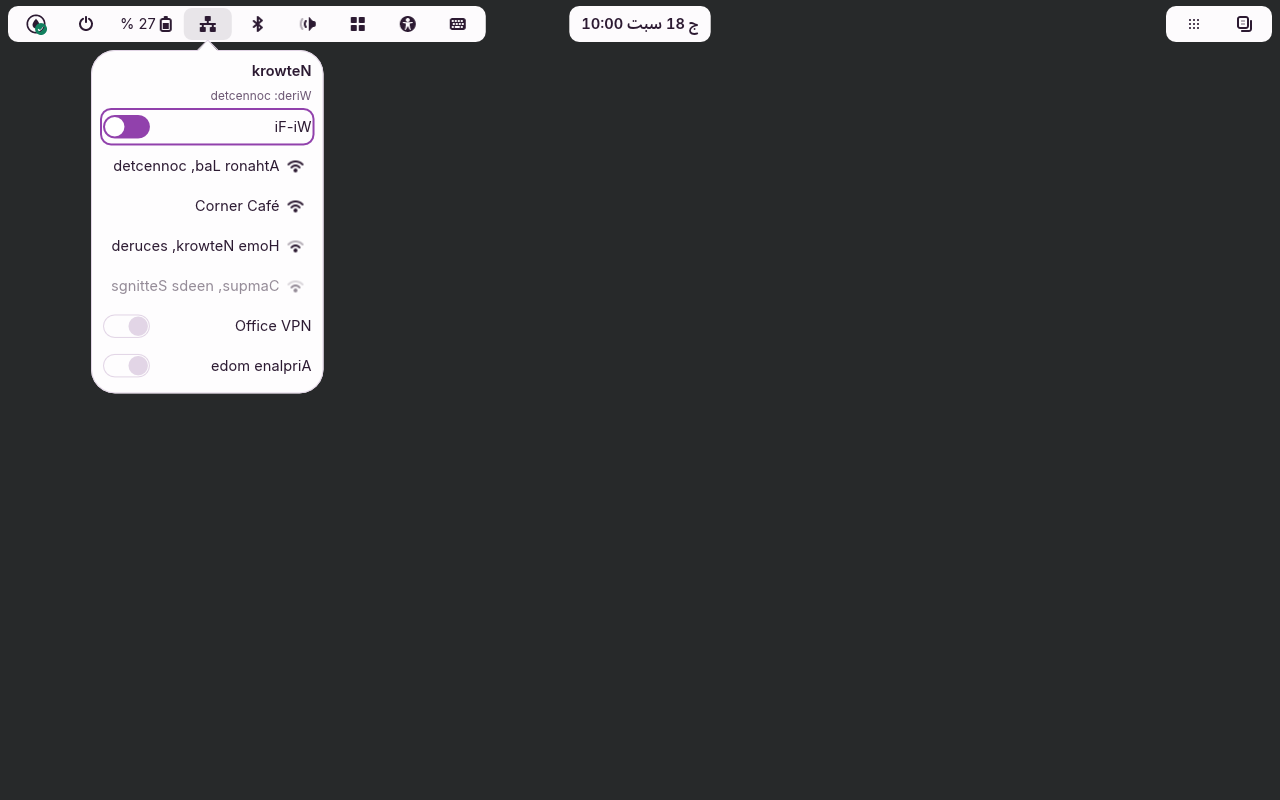 10:00 ج 18 سبت
% 27
krowteN
detcennoc :deriW
iF-iW
detcennoc ,baL ronahtA
Corner Café
deruces ,krowteN emoH
sgnitteS sdeen ,supmaC
Office VPN
edom enalpriA